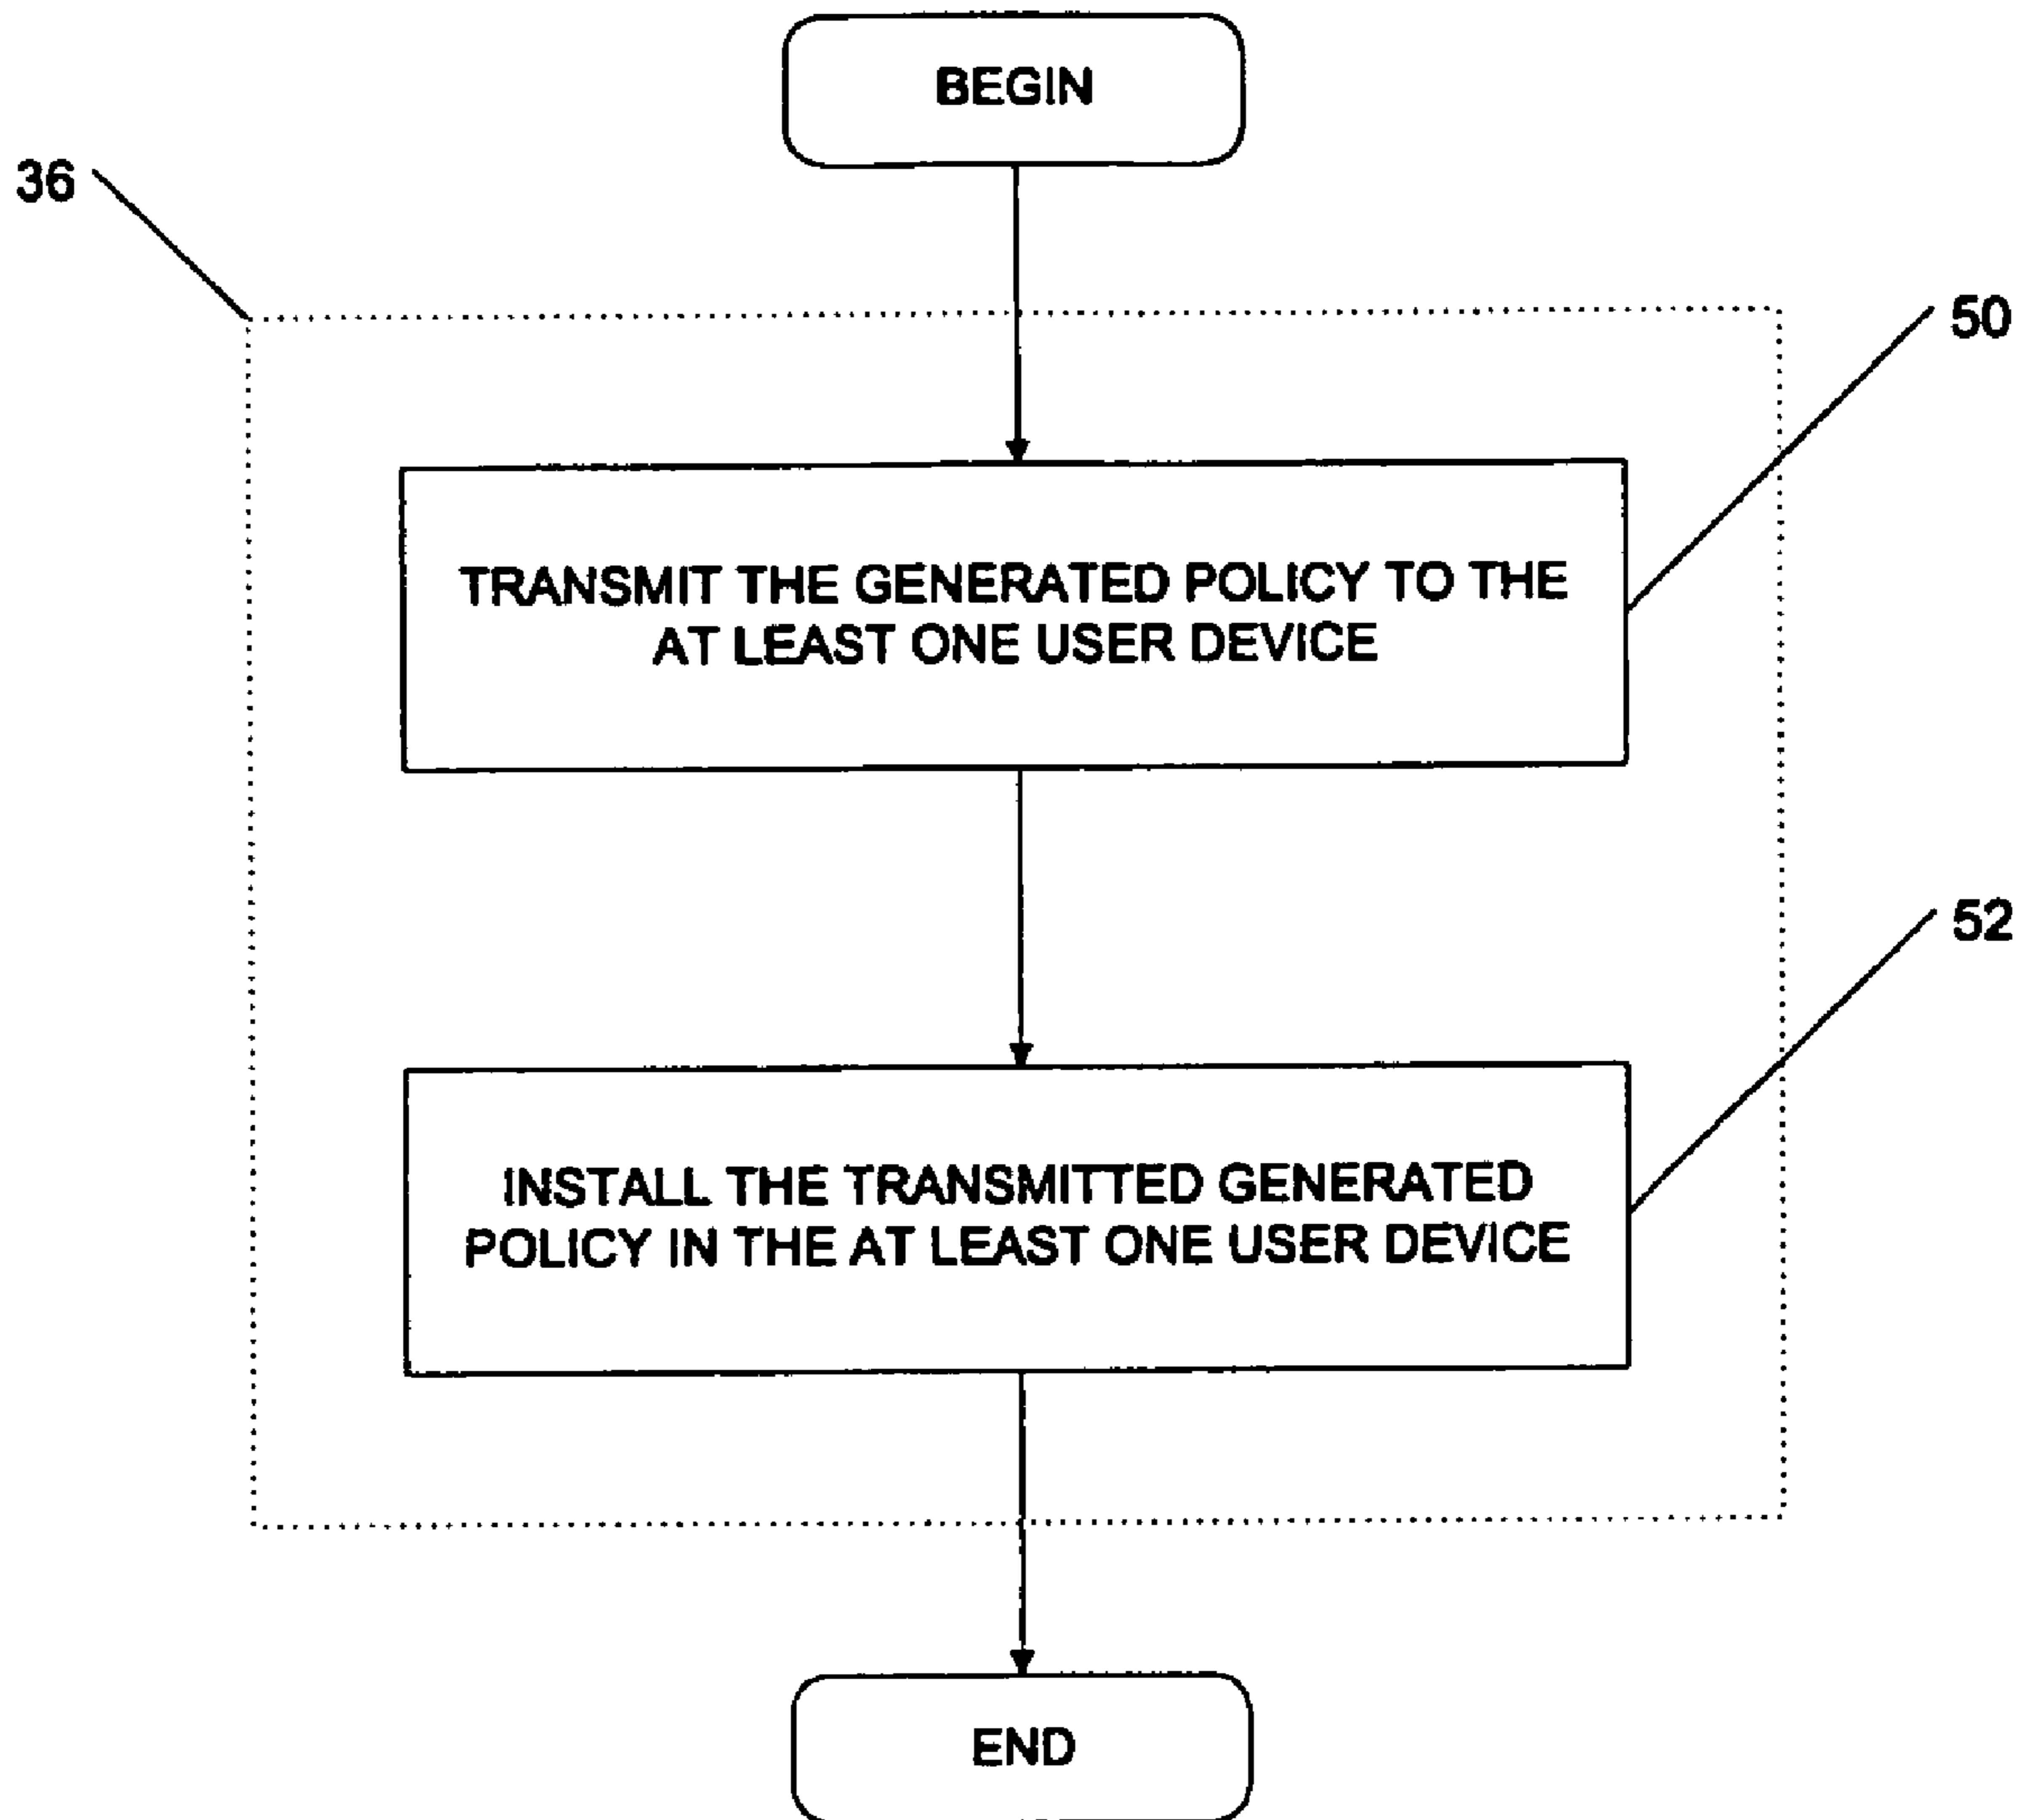 BEGIN
36
50
TRANSMIT THE GENERATED POLICY TO THE
AT LEAST ONE USER DEVICE
52
INSTALL THE TRANSMITTED GENERATED
POLICY IN THE AT LEAST ONE USER DEVICE
END